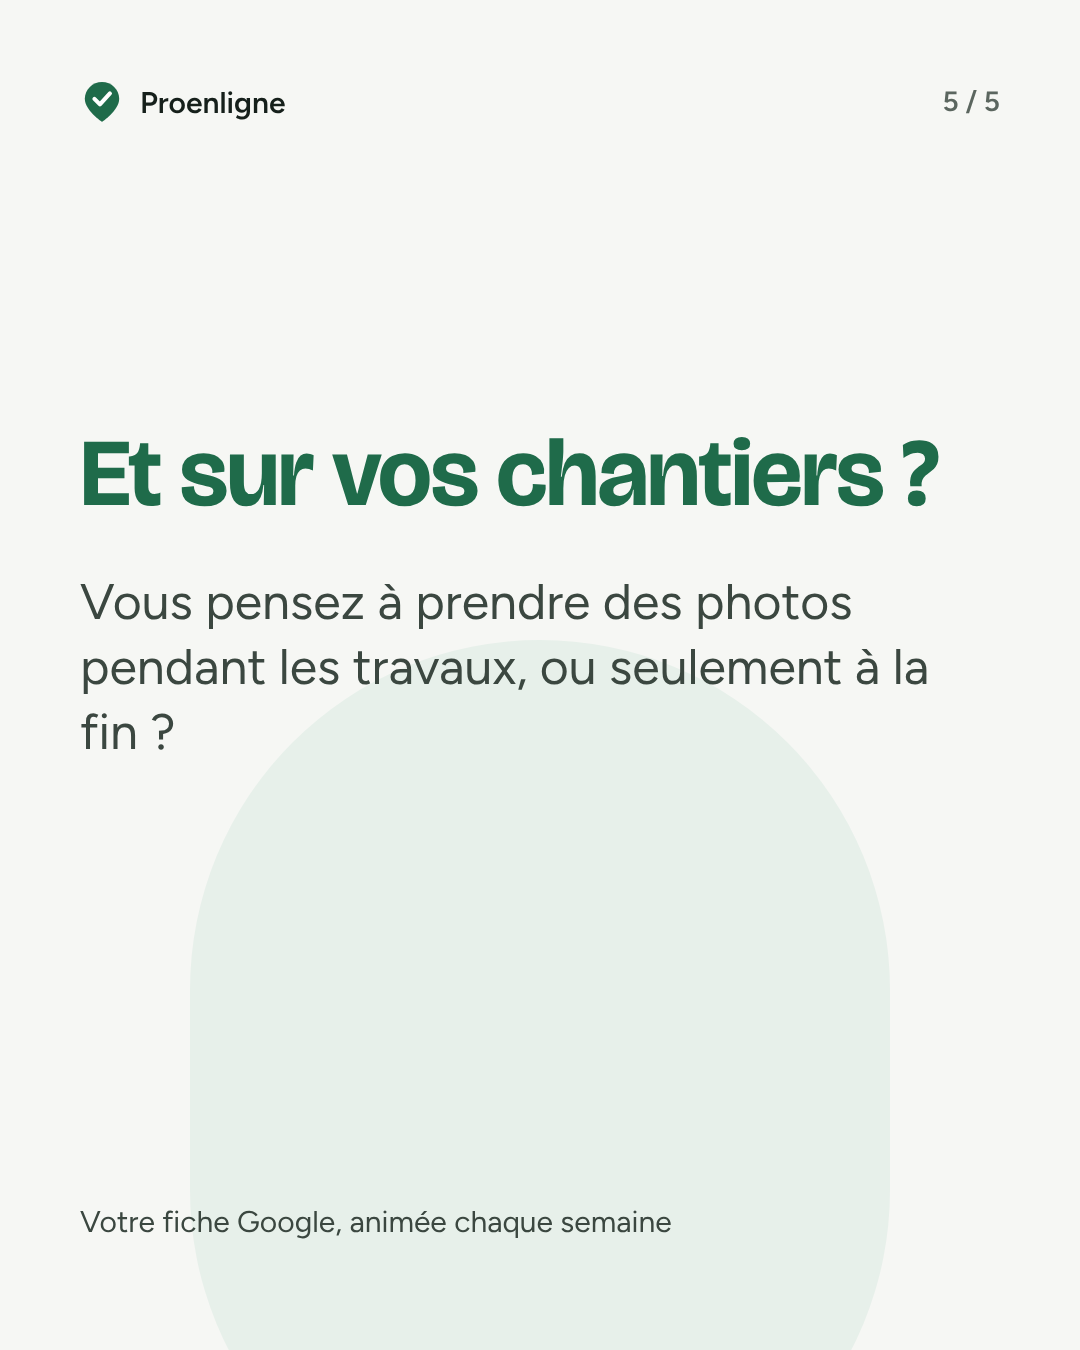 Proenligne
5 / 5
Et sur vos chantiers ?
Vous pensez à prendre des photos
pendant les travaux, ou seulement à la
fin ?
Votre fiche Google, animée chaque semaine